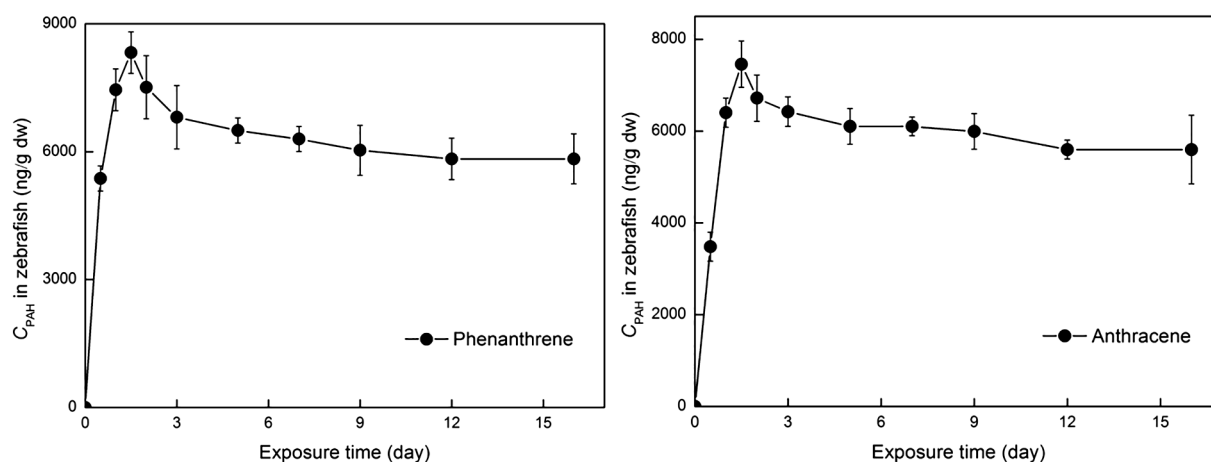 9000
6000
3000
0
C_PAH in zebrafish (ng/g dw)
Phenanthrene
0 3 6 9 12 15
Exposure time (day)
8000
6000
4000
2000
0
C_PAH in zebrafish (ng/g dw)
Anthracene
0 3 6 9 12 15
Exposure time (day)